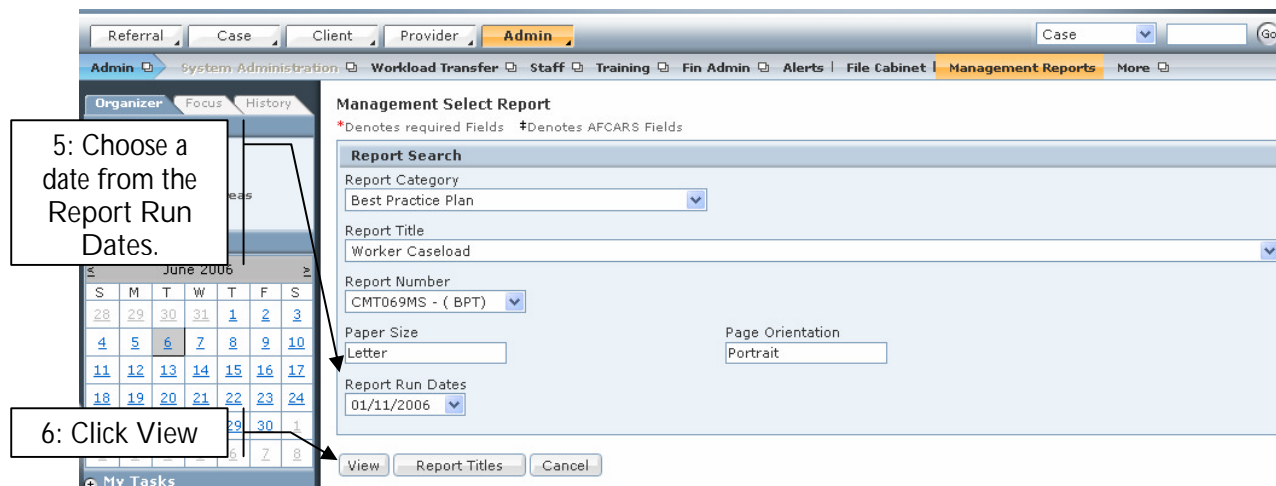 Referral Case Client Provider Admin Case Go
Admin System Administration Workload Transfer Staff Training Fin Admin Alerts File Cabinet Management Reports More
Organizer Focus History
Management Select Report
*Denotes required Fields ‡Denotes AFCARS Fields
5: Choose a
date from the
Report Run
Dates.
Report Search
Report Category
Best Practice Plan
Report Title
Worker Caseload
Report Number
CMT069MS - ( BPT)
Paper Size Page Orientation
Letter Portrait
Report Run Dates
01/11/2006
< June 2006 >
S M T W T F S
28 29 30 31 1 2 3
4 5 6 7 8 9 10
11 12 13 14 15 16 17
18 19 20 21 22 23 24
29 30 1
6 7 8
6: Click View
View Report Titles Cancel
My Tasks